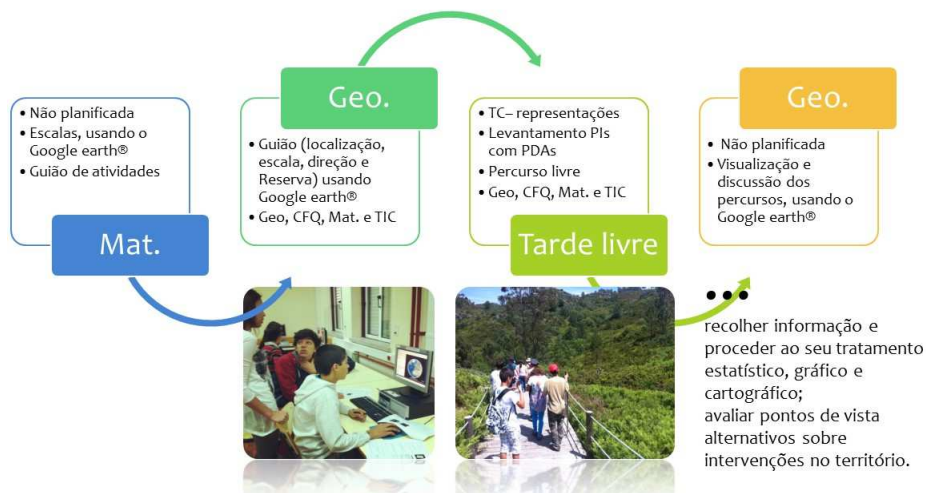 • Não planificada
• Escalas, usando o
Google earth®
• Guião de atividades
Mat.
Geo.
• Guião (localização,
escala, direção e
Reserva) usando
Google earth®
• Geo, CFQ, Mat. e TIC
• TC– representações
• Levantamento PIs
com PDAs
• Percurso livre
• Geo, CFQ, Mat. e TIC
Tarde livre
Geo.
• Não planificada
• Visualização e
discussão dos
percursos, usando o
Google earth®
...
recolher informação e
proceder ao seu tratamento
estatístico, gráfico e
cartográfico;
avaliar pontos de vista
alternativos sobre
intervenções no território.